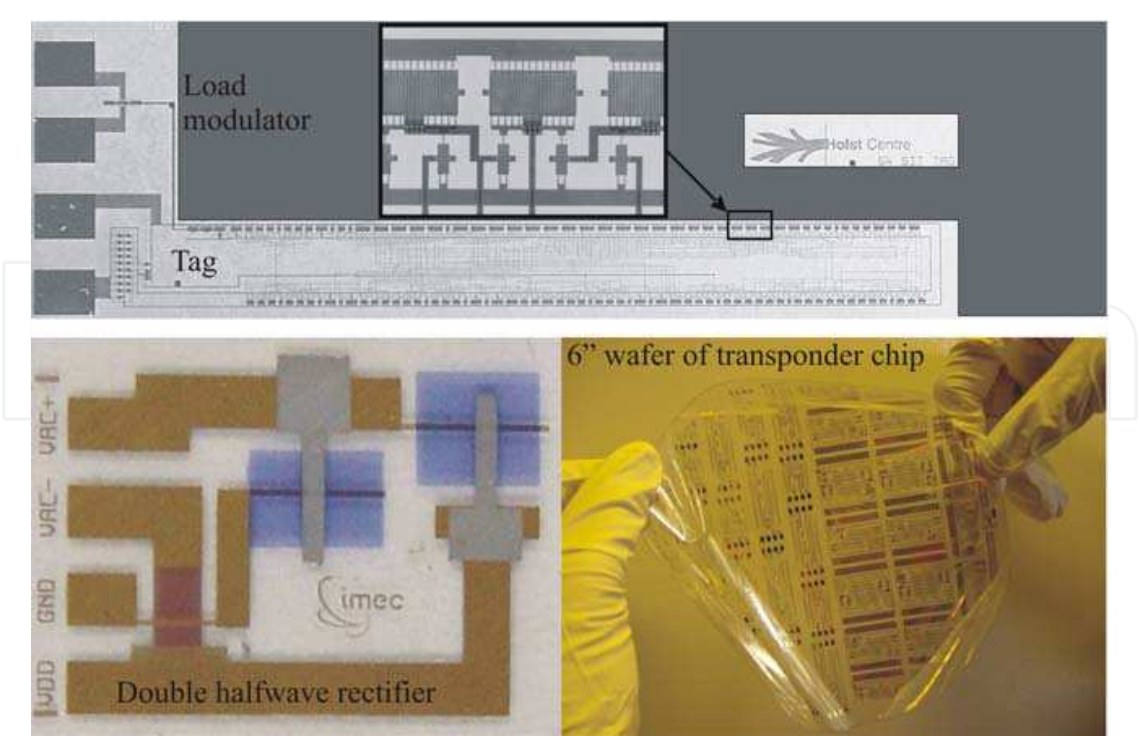 Load
modulator
Holst Centre
Tag
6” wafer of transponder chip
VAC+
VAC-
GND
VDD
imec
Double halfwave rectifier